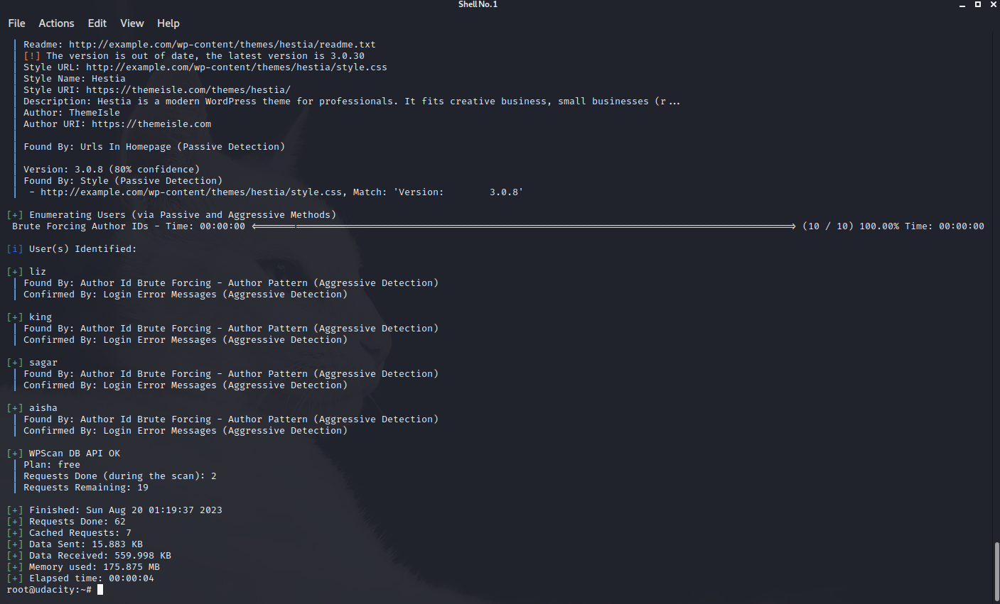 Shell No. 1
File Actions Edit View Help
| Readme: http://example.com/wp-content/themes/hestia/readme.txt
| [!] The version is out of date, the latest version is 3.0.30
| Style URL: http://example.com/wp-content/themes/hestia/style.css
| Style Name: Hestia
| Style URI: https://themeisle.com/themes/hestia/
| Description: Hestia is a modern WordPress theme for professionals. It fits creative business, small businesses (r...
| Author: ThemeIsle
| Author URI: https://themeisle.com
|
| Found By: Urls In Homepage (Passive Detection)
|
| Version: 3.0.8 (80% confidence)
| Found By: Style (Passive Detection)
|  - http://example.com/wp-content/themes/hestia/style.css, Match: 'Version:        3.0.8'
[+] Enumerating Users (via Passive and Aggressive Methods)
Brute Forcing Author IDs - Time: 00:00:00 <==============================================================================================> (10 / 10) 100.00% Time: 00:00:00
[i] User(s) Identified:
[+] liz
| Found By: Author Id Brute Forcing - Author Pattern (Aggressive Detection)
| Confirmed By: Login Error Messages (Aggressive Detection)
[+] king
| Found By: Author Id Brute Forcing - Author Pattern (Aggressive Detection)
| Confirmed By: Login Error Messages (Aggressive Detection)
[+] sagar
| Found By: Author Id Brute Forcing - Author Pattern (Aggressive Detection)
| Confirmed By: Login Error Messages (Aggressive Detection)
[+] aisha
| Found By: Author Id Brute Forcing - Author Pattern (Aggressive Detection)
| Confirmed By: Login Error Messages (Aggressive Detection)
[+] WPScan DB API OK
| Plan: free
| Requests Done (during the scan): 2
| Requests Remaining: 19
[+] Finished: Sun Aug 20 01:19:37 2023
[+] Requests Done: 62
[+] Cached Requests: 7
[+] Data Sent: 15.883 KB
[+] Data Received: 559.998 KB
[+] Memory used: 175.875 MB
[+] Elapsed time: 00:00:04
root@udacity:~#